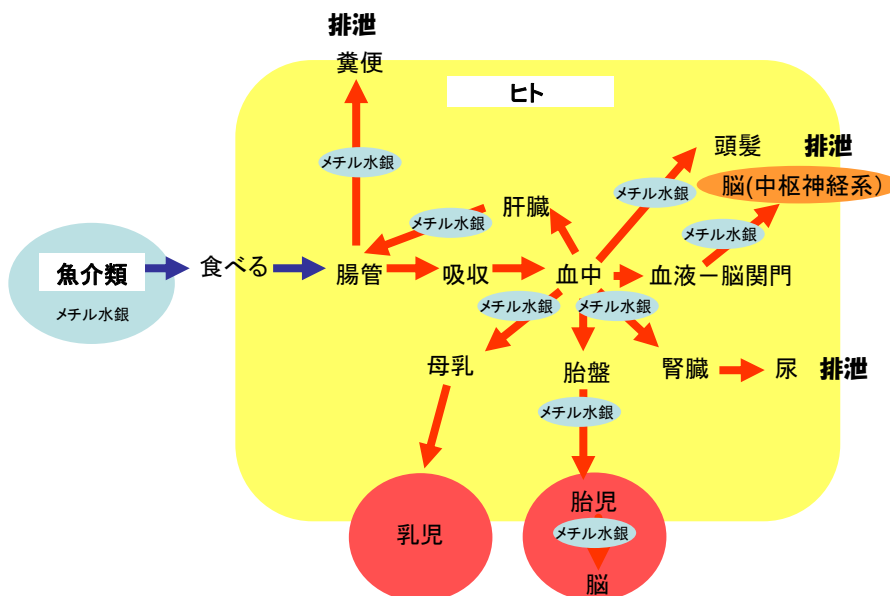 排泄
糞便
ヒト
メチル水銀
頭髪 排泄
メチル水銀
脳(中枢神経系)
メチル水銀
肝臓
メチル水銀
魚介類
メチル水銀
食べる
腸管
吸収
血中
血液－脳関門
メチル水銀
メチル水銀
母乳
胎盤
腎臓
尿
排泄
メチル水銀
乳児
胎児
メチル水銀
脳